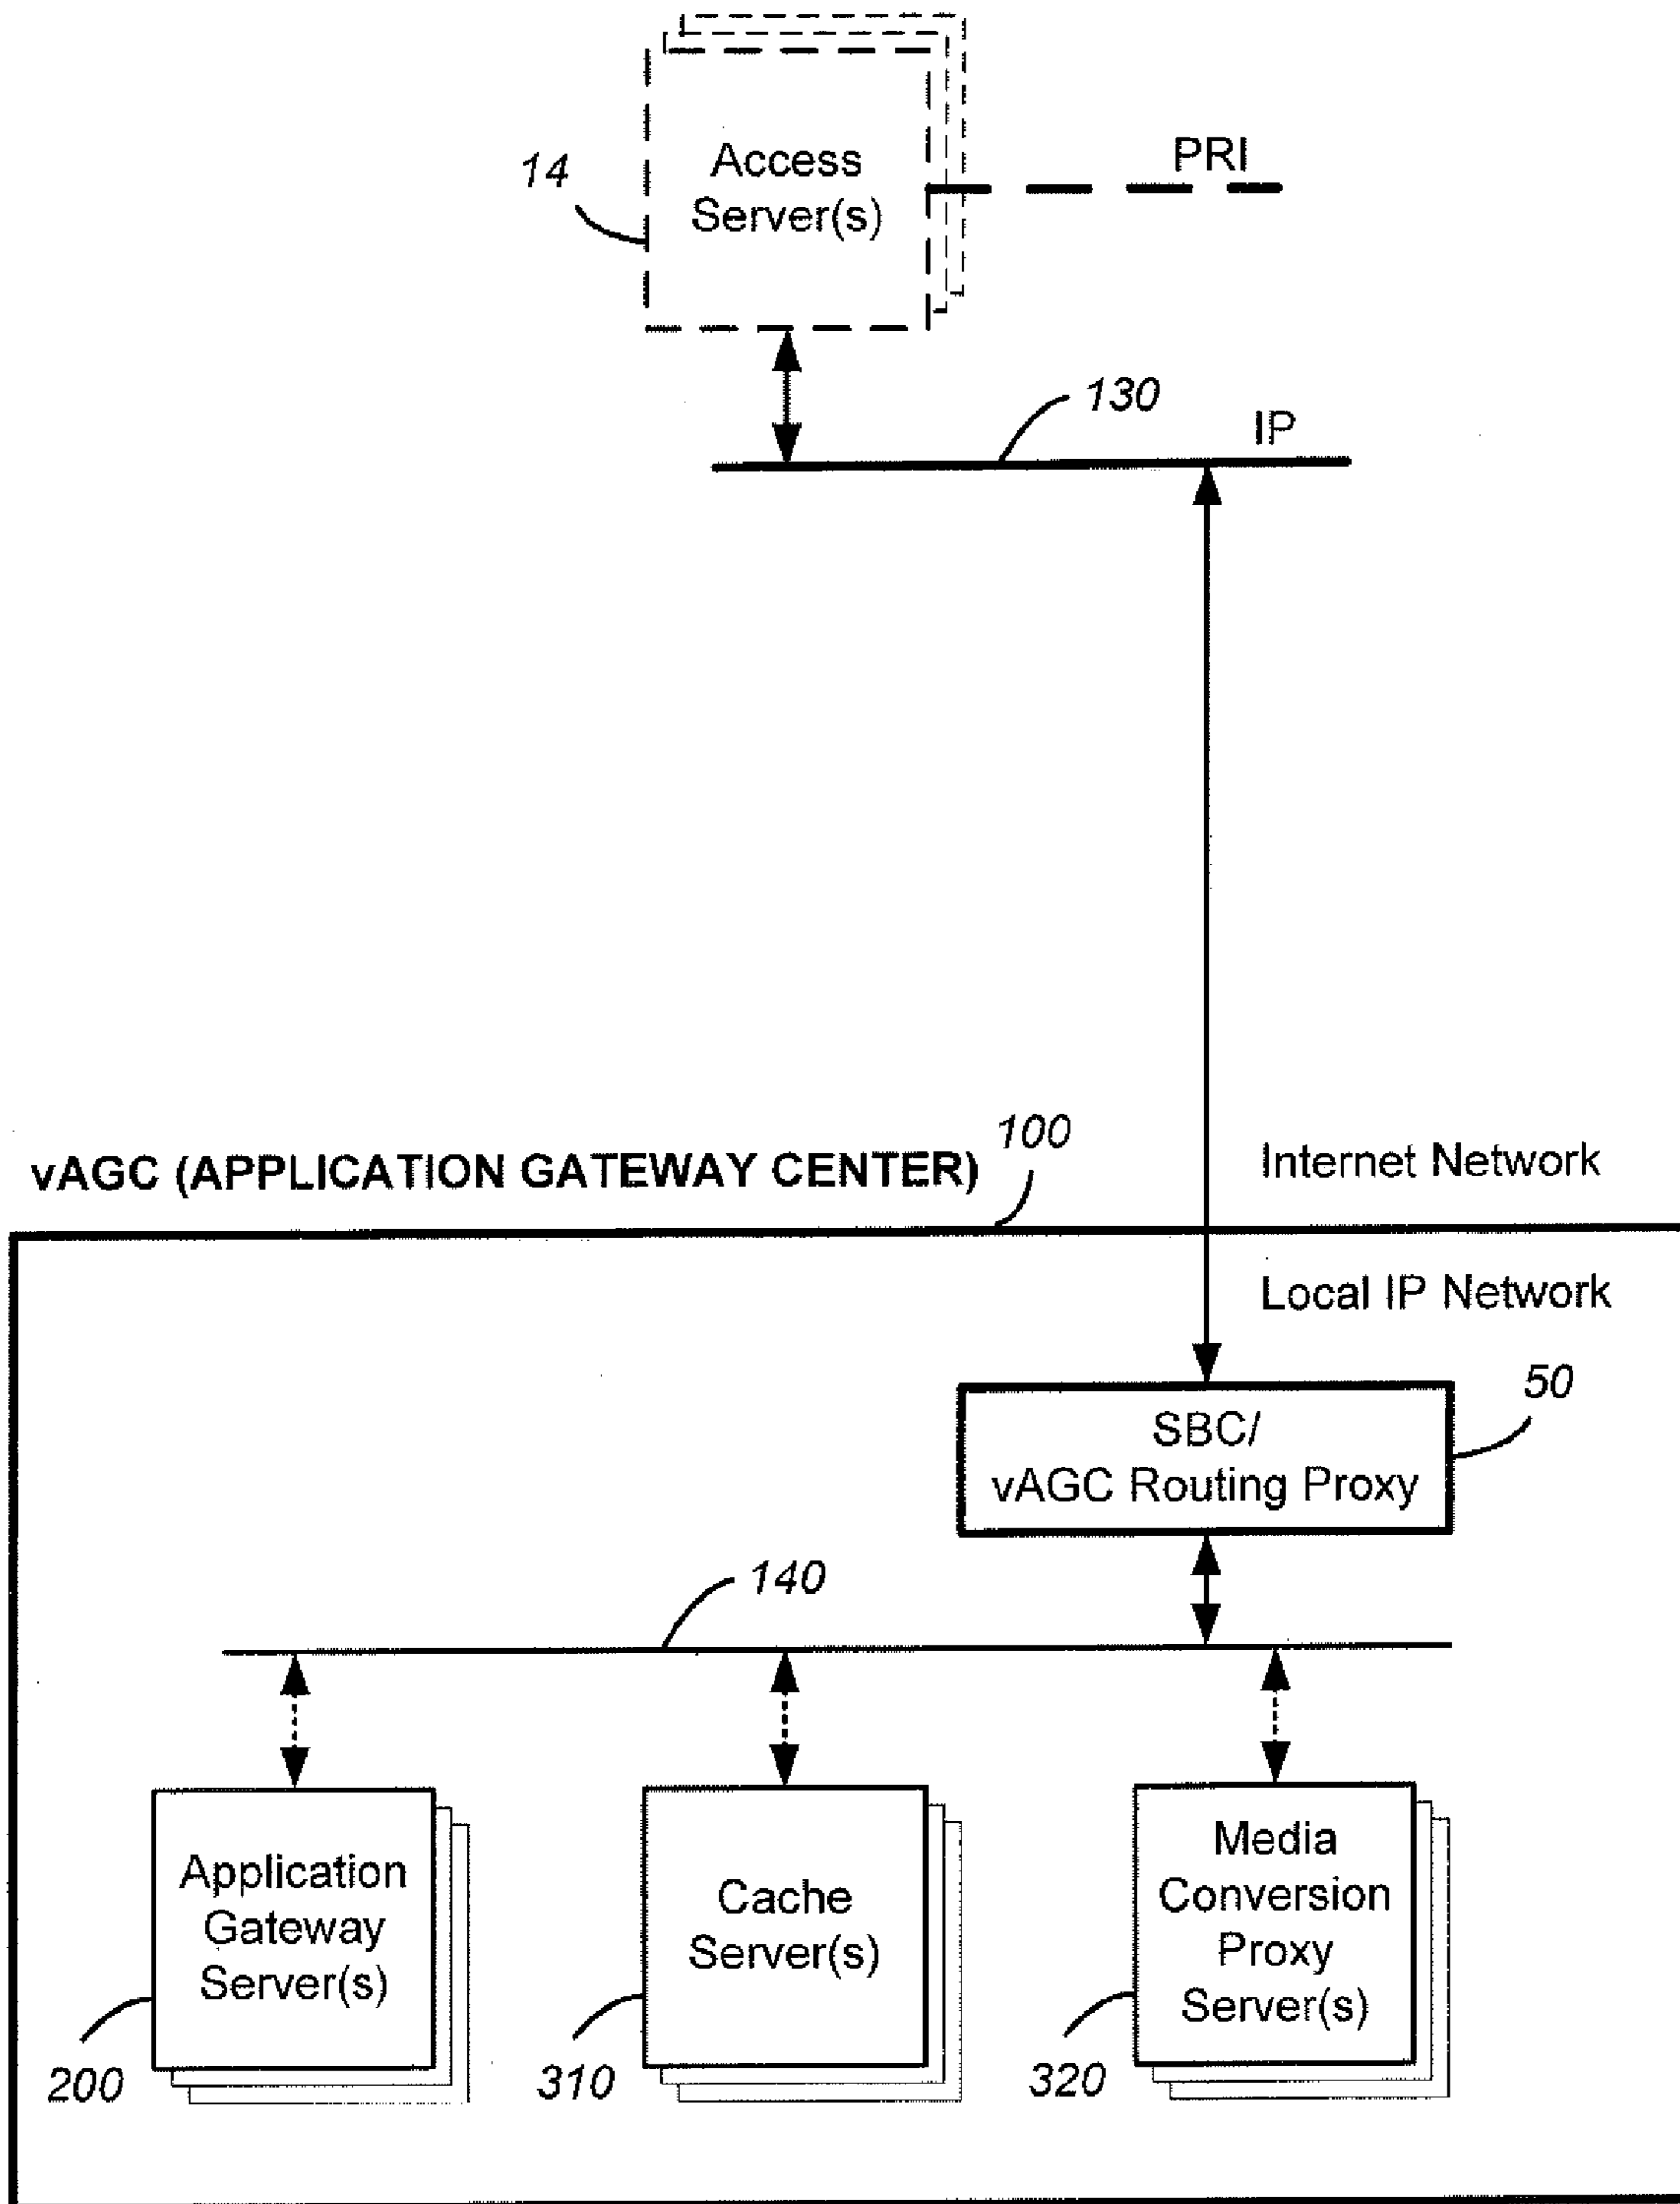 Access
Server(s)
14
PRI
130
IP
100
vAGC (APPLICATION GATEWAY CENTER)
Internet Network
Local IP Network
50
SBC/
vAGC Routing Proxy
140
Application
Gateway
Server(s)
200
Cache
Server(s)
310
Media
Conversion
Proxy
Server(s)
320